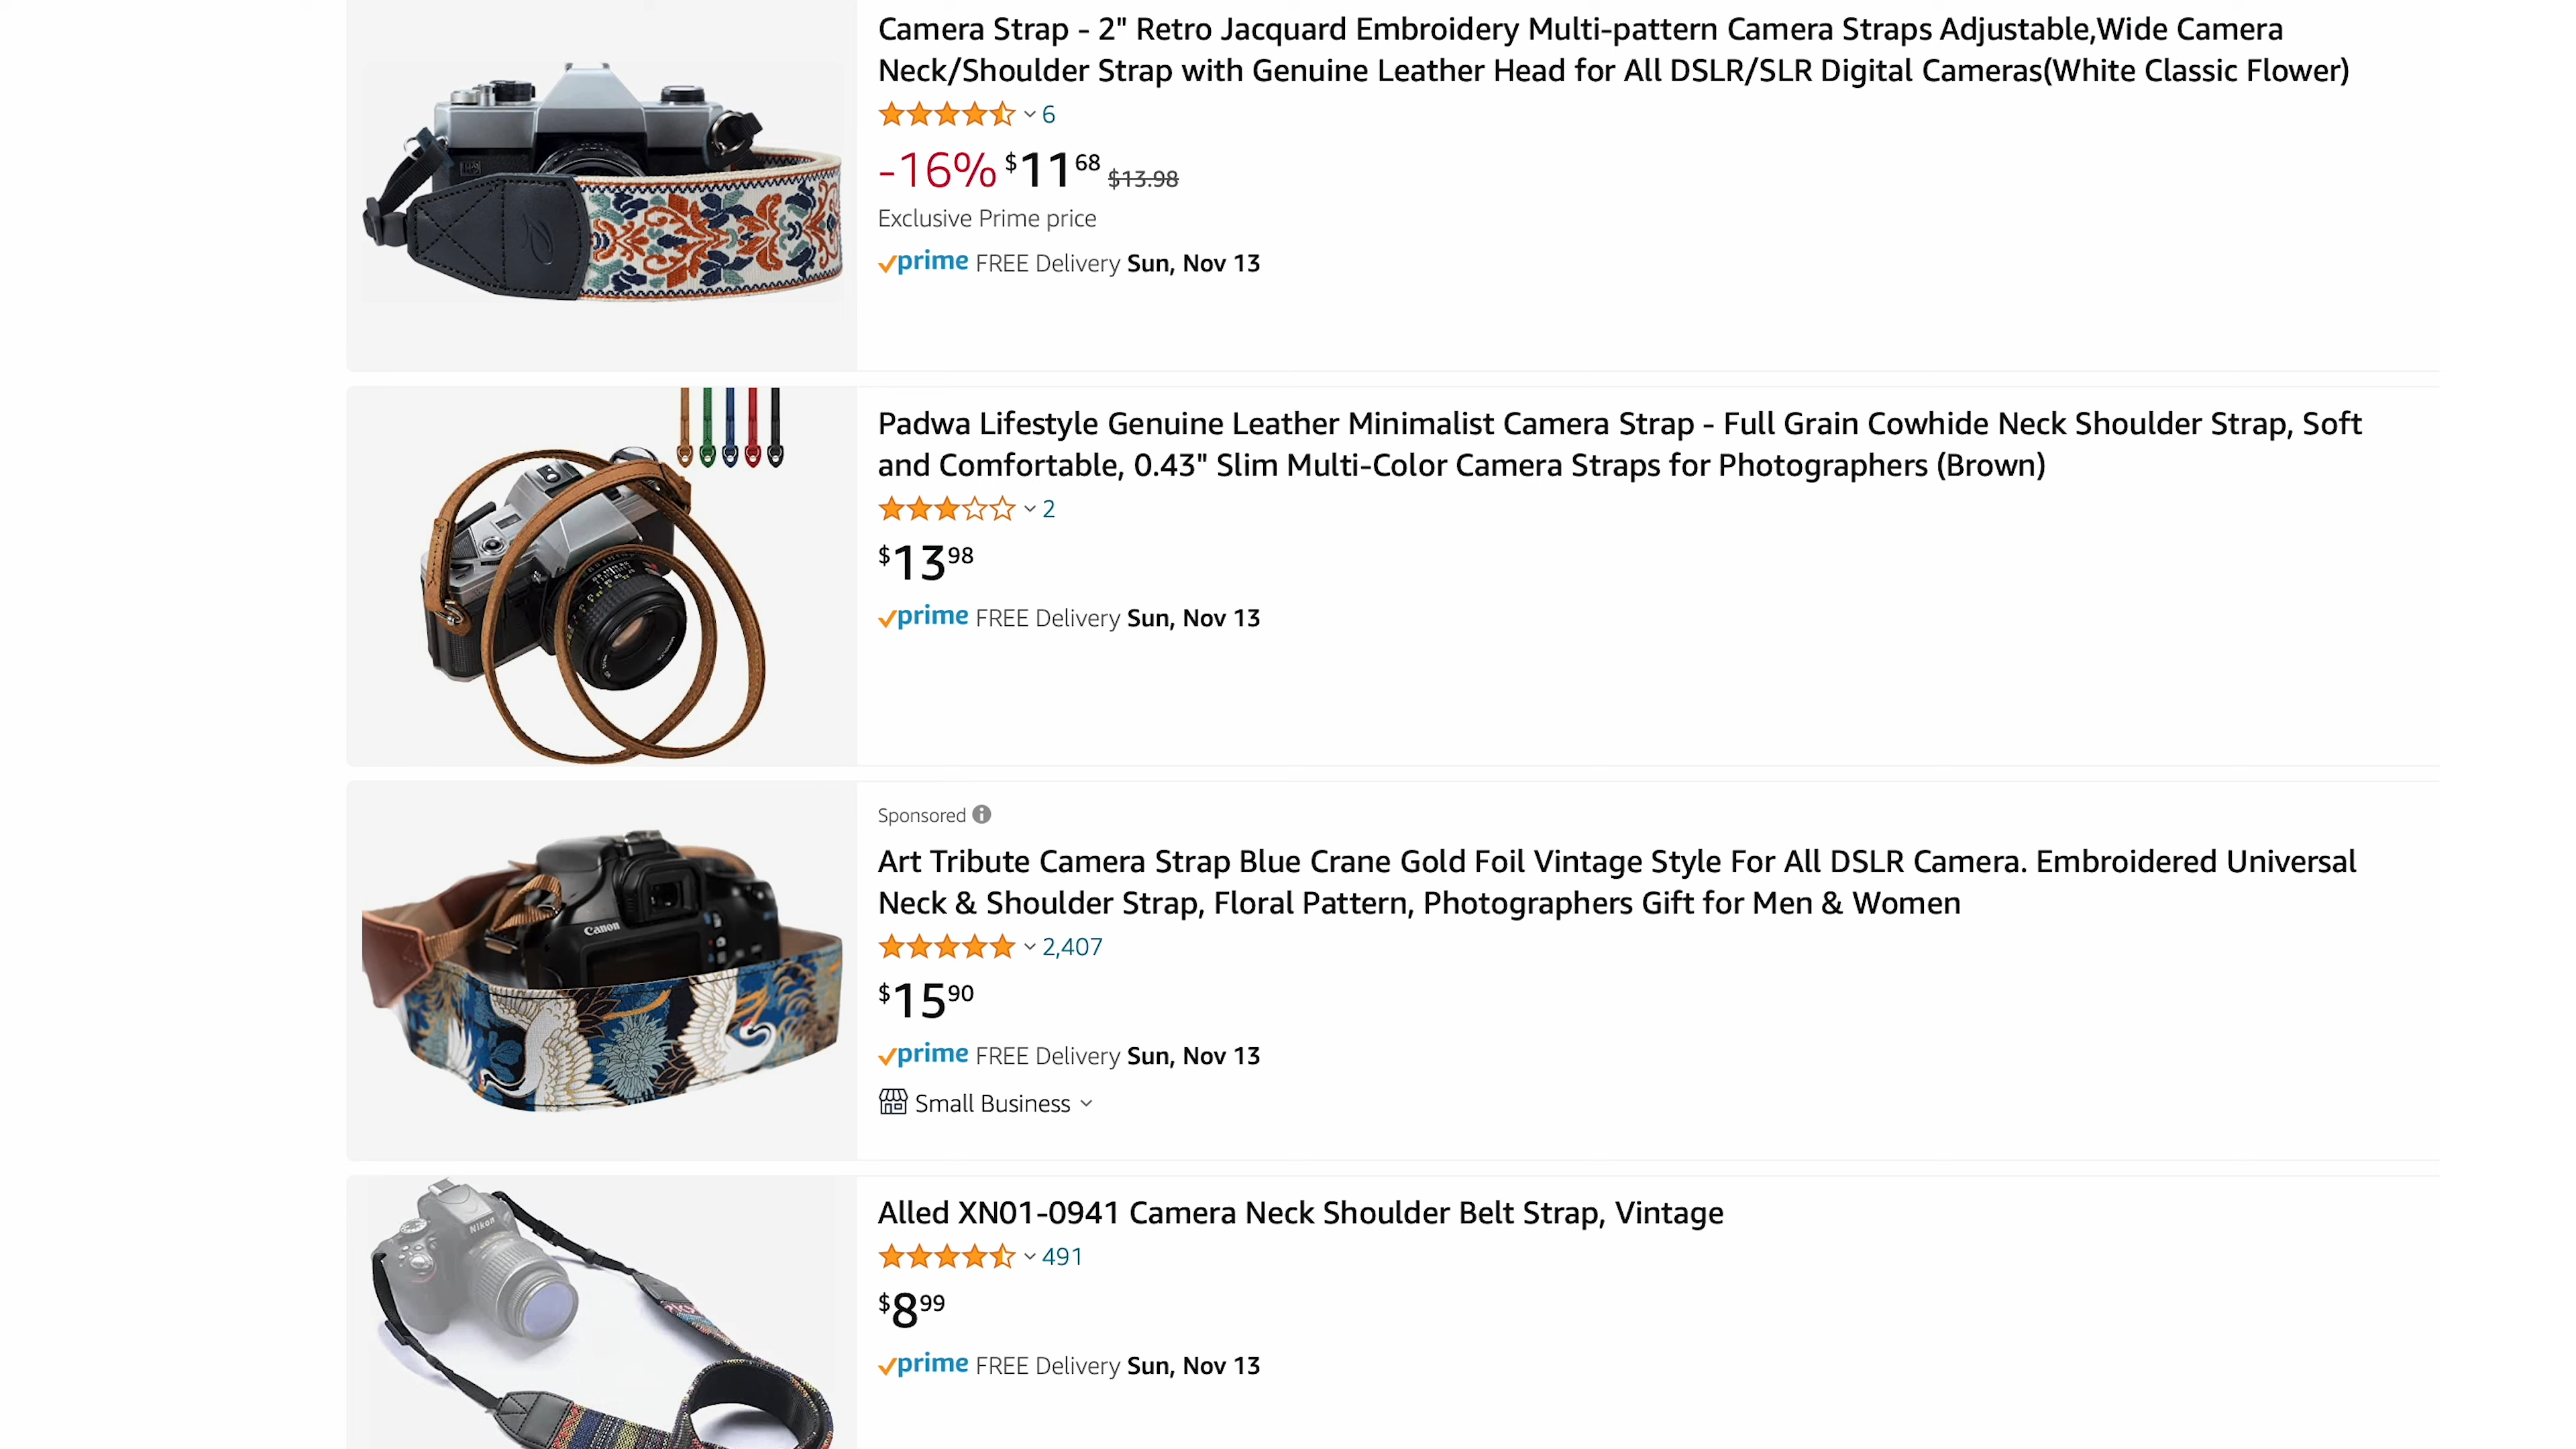 Camera Strap - 2" Retro Jacquard Embroidery Multi-pattern Camera Straps Adjustable,Wide Camera
Neck/Shoulder Strap with Genuine Leather Head for All DSLR/SLR Digital Cameras(White Classic Flower)
6
-16% $11 68 $13.98
Exclusive Prime price
prime FREE Delivery Sun, Nov 13
Padwa Lifestyle Genuine Leather Minimalist Camera Strap - Full Grain Cowhide Neck Shoulder Strap, Soft
and Comfortable, 0.43" Slim Multi-Color Camera Straps for Photographers (Brown)
2
$13 98
prime FREE Delivery Sun, Nov 13
Sponsored
Art Tribute Camera Strap Blue Crane Gold Foil Vintage Style For All DSLR Camera. Embroidered Universal
Neck & Shoulder Strap, Floral Pattern, Photographers Gift for Men & Women
Canon
2,407
$15 90
prime FREE Delivery Sun, Nov 13
Small Business
Alled XN01-0941 Camera Neck Shoulder Belt Strap, Vintage
Nikon
491
$8 99
prime FREE Delivery Sun, Nov 13